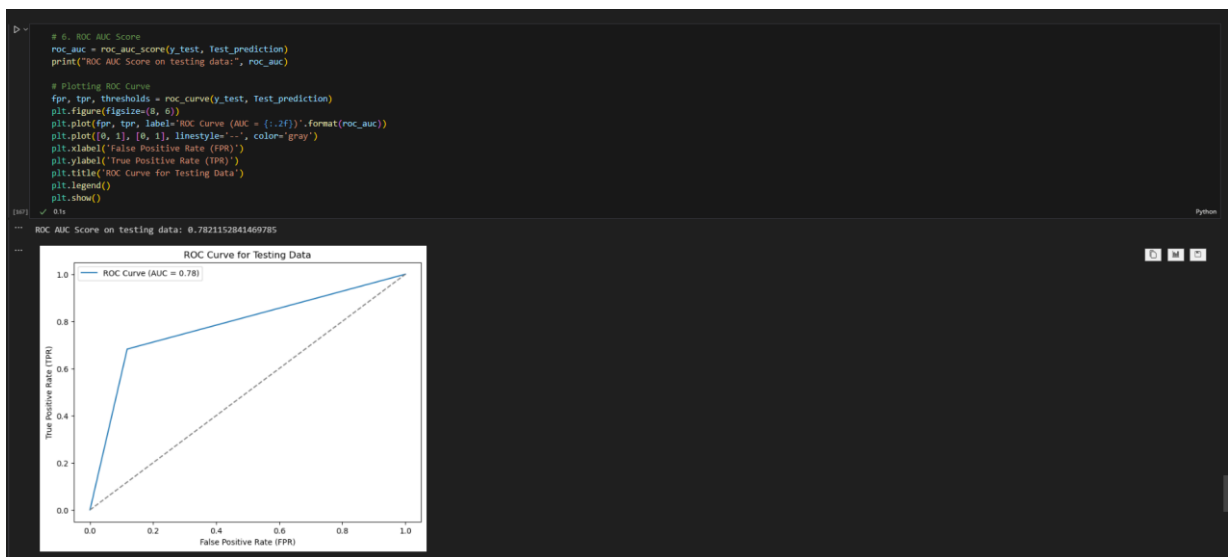 # 6. ROC AUC Score
roc_auc = roc_auc_score(y_test, Test_prediction)
print("ROC AUC Score on testing data:", roc_auc)
# Plotting ROC Curve
fpr, tpr, thresholds = roc_curve(y_test, Test_prediction)
plt.figure(figsize=(8, 6))
plt.plot(fpr, tpr, label='ROC Curve (AUC = {:.2f})'.format(roc_auc))
plt.plot([0, 1], [0, 1], linestyle='--', color='gray')
plt.xlabel('False Positive Rate (FPR)')
plt.ylabel('True Positive Rate (TPR)')
plt.title('ROC Curve for Testing Data')
plt.legend()
plt.show()
✓ 0.1s
Python
ROC AUC Score on testing data: 0.7821152841469785
ROC Curve for Testing Data
ROC Curve (AUC = 0.78)
1.0
0.8
0.6
0.4
0.2
0.0
True Positive Rate (TPR)
0.0 0.2 0.4 0.6 0.8 1.0
False Positive Rate (FPR)